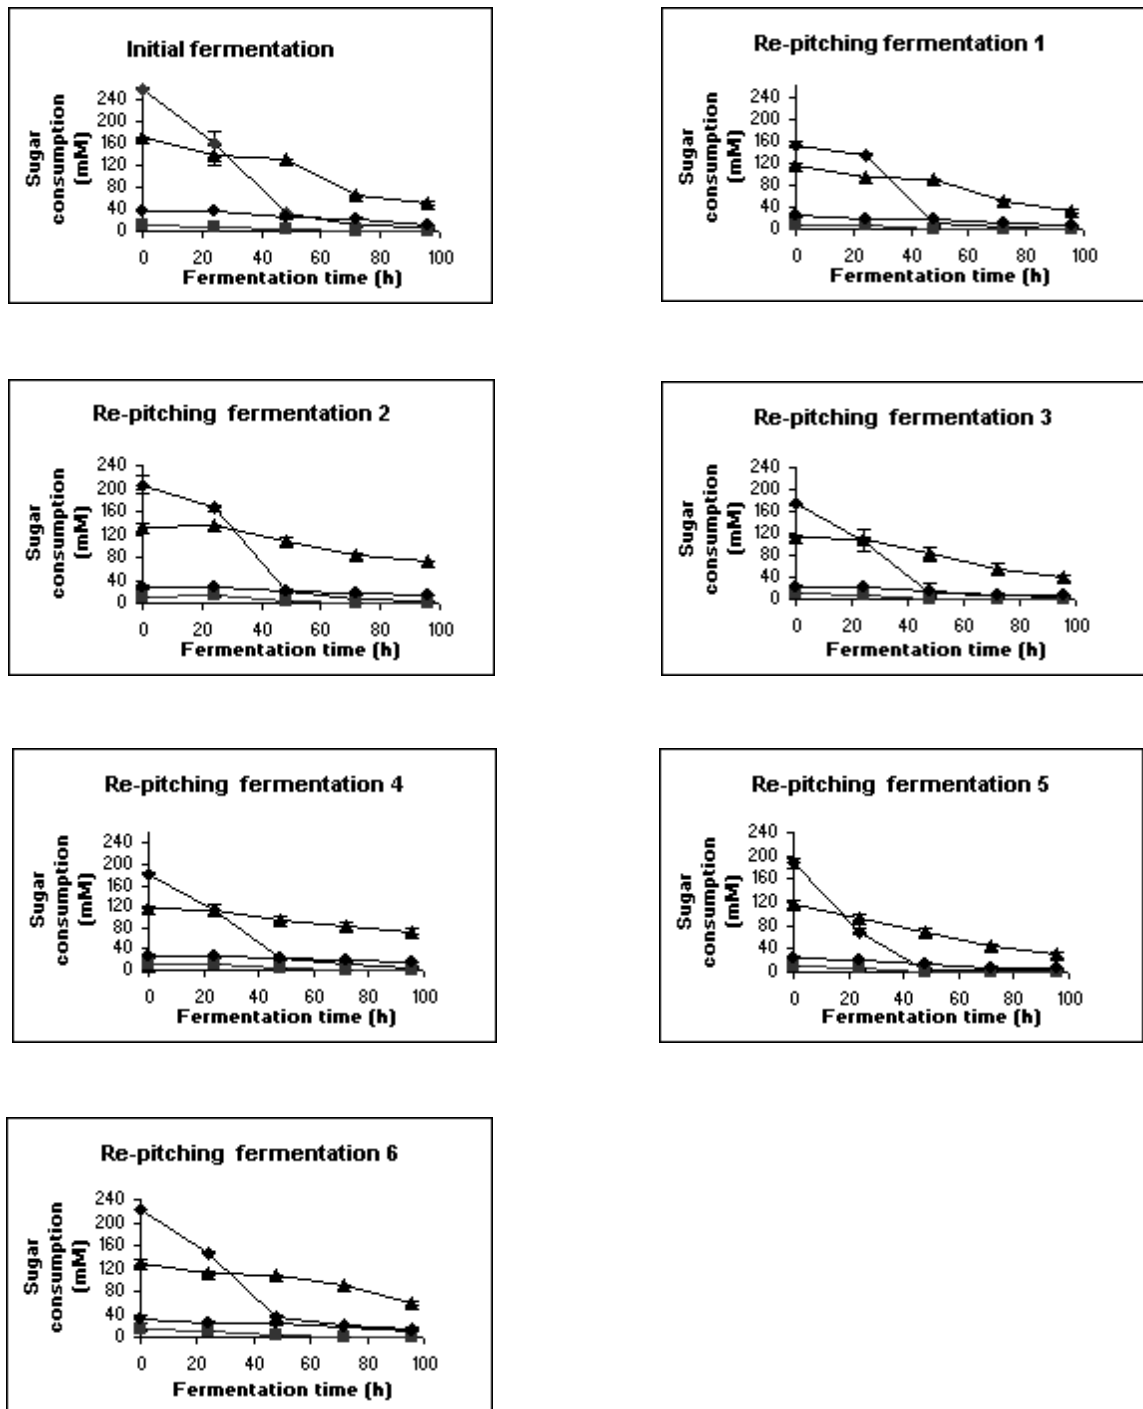 Initial fermentation
Sugar
consumption
(mM)
240
200
160
120
80
40
0
0 20 40 60 80 100
Fermentation time (h)
Re-pitching fermentation 1
Sugar
consumption
(mM)
240
200
160
120
80
40
0
0 20 40 60 80 100
Fermentation time (h)
Re-pitching fermentation 2
Sugar
consumption
(mM)
240
200
160
120
80
40
0
0 20 40 60 80 100
Fermentation time (h)
Re-pitching fermentation 3
Sugar
consumption
(mM)
240
200
160
120
80
40
0
0 20 40 60 80 100
Fermentation time (h)
Re-pitching fermentation 4
Sugar
consumption
(mM)
240
200
160
120
80
40
0
0 20 40 60 80 100
Fermentation time (h)
Re-pitching fermentation 5
Sugar
consumption
(mM)
240
200
160
120
80
40
0
0 20 40 60 80 100
Fermentation time (h)
Re-pitching fermentation 6
Sugar
consumption
(mM)
240
200
160
120
80
40
0
0 20 40 60 80 100
Fermentation time (h)